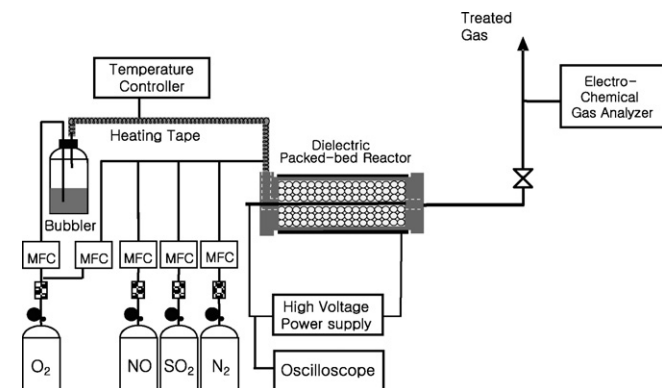 Treated
Gas
Temperature
Controller
Electro-
Chemical
Gas Analyzer
Heating Tape
Dielectric
Packed-bed Reactor
Bubbler
MFC
MFC
MFC
MFC
MFC
High Voltage
Power supply
O₂
NO
SO₂
N₂
Oscilloscope